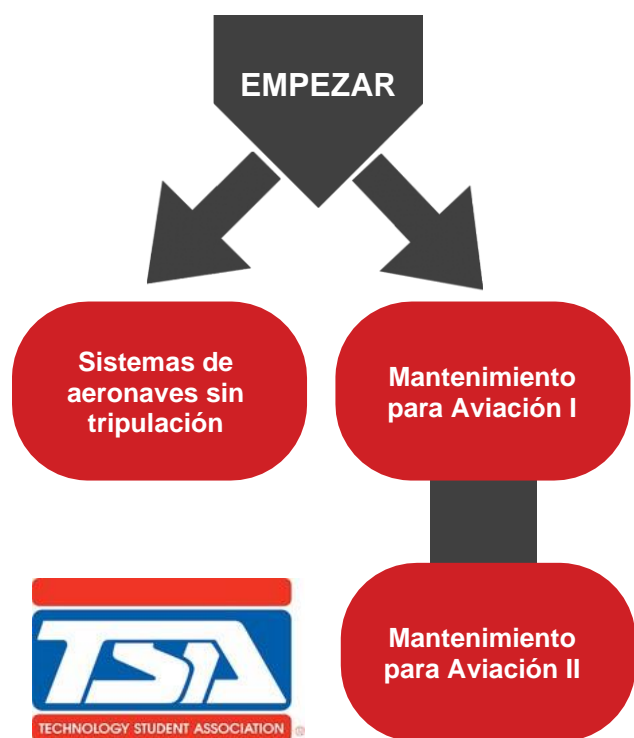 EMPEZAR
Sistemas de
aeronaves sin
tripulación
Mantenimiento
para Aviación I
Mantenimiento
para Aviación II
TSA
TECHNOLOGY STUDENT ASSOCIATION ®